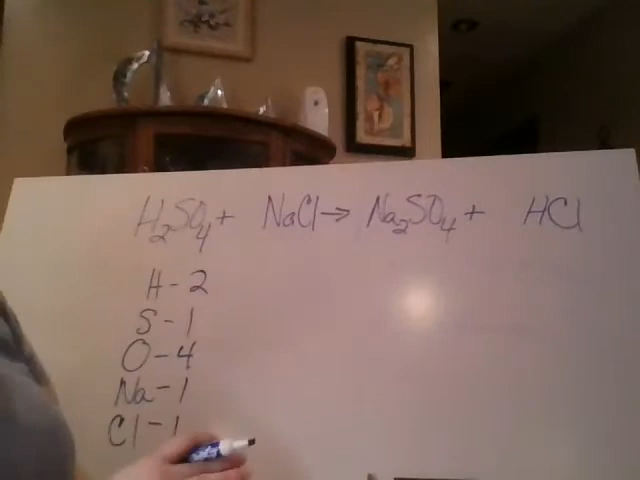 H₂SO₄ + NaCl → Na₂SO₄ + HCl
H - 2
S - 1
O - 4
Na - 1
Cl - 1